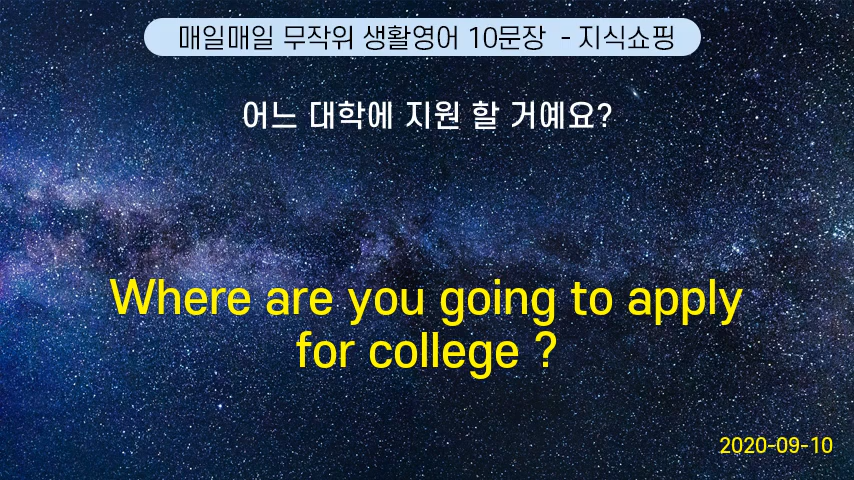 매일매일 무작위 생활영어 10문장 - 지식쇼핑
어느 대학에 지원 할 거예요?
Where are you going to apply
for college ?
2020-09-10